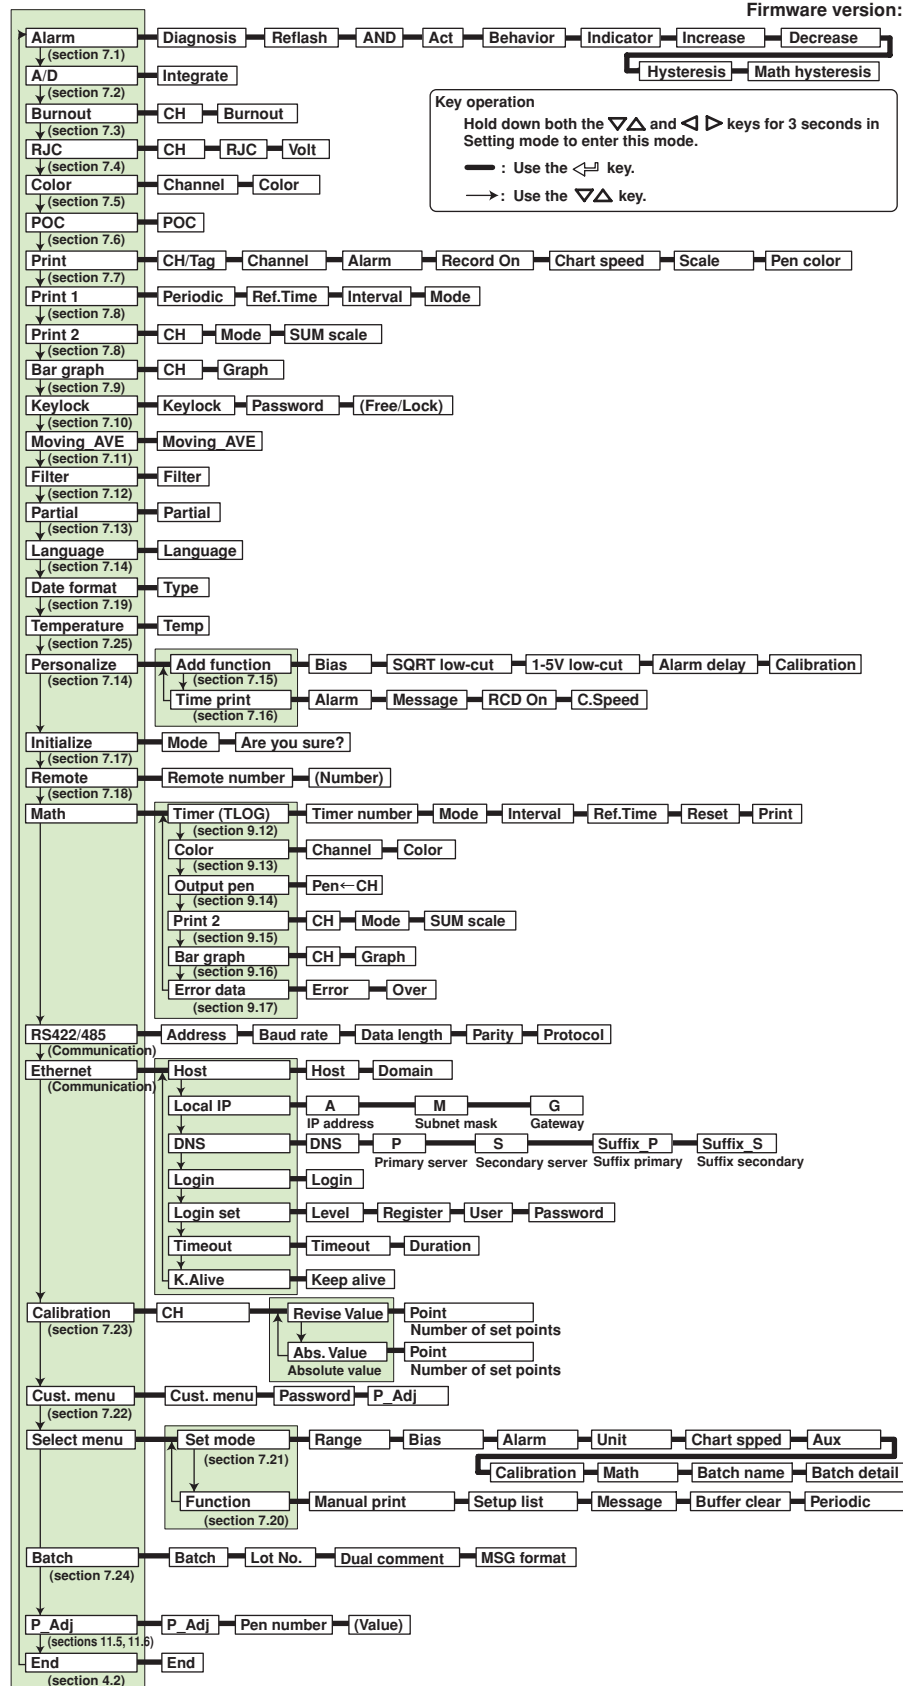 Firmware version:
Alarm Diagnosis Reflash AND Act Behavior Indicator Increase Decrease
(section 7.1)
Hysteresis Math hysteresis
A/D Integrate
(section 7.2)
Key operation
Hold down both the ▽△ and ◁ ▷ keys for 3 seconds in
Setting mode to enter this mode.
: Use the key.
: Use the ▽△ key.
Burnout CH Burnout
(section 7.3)
RJC CH RJC Volt
(section 7.4)
Color Channel Color
(section 7.5)
POC POC
(section 7.6)
Print CH/Tag Channel Alarm Record On Chart speed Scale Pen color
(section 7.7)
Print 1 Periodic Ref.Time Interval Mode
(section 7.8)
Print 2 CH Mode SUM scale
(section 7.8)
Bar graph CH Graph
(section 7.9)
Keylock Keylock Password (Free/Lock)
(section 7.10)
Moving_AVE Moving_AVE
(section 7.11)
Filter Filter
(section 7.12)
Partial Partial
(section 7.13)
Language Language
(section 7.14)
Date format Type
(section 7.19)
Temperature Temp
(section 7.25)
Personalize Add function Bias SQRT low-cut 1-5V low-cut Alarm delay Calibration
(section 7.14) (section 7.15)
Time print Alarm Message RCD On C.Speed
(section 7.16)
Initialize Mode Are you sure?
(section 7.17)
Remote Remote number (Number)
(section 7.18)
Math Timer (TLOG) Timer number Mode Interval Ref.Time Reset Print
(section 9.12)
Color Channel Color
(section 9.13)
Output pen Pen←CH
(section 9.14)
Print 2 CH Mode SUM scale
(section 9.15)
Bar graph CH Graph
(section 9.16)
Error data Error Over
(section 9.17)
RS422/485 Address Baud rate Data length Parity Protocol
(Communication)
Ethernet Host Host Domain
(Communication)
Local IP A M G
IP address Subnet mask Gateway
DNS DNS P S Suffix_P Suffix_S
Primary server Secondary server Suffix primary Suffix secondary
Login Login
Login set Level Register User Password
Timeout Timeout Duration
K.Alive Keep alive
Calibration CH Revise Value Point
(section 7.23) Number of set points
Abs. Value Point
Absolute value Number of set points
Cust. menu Cust. menu Password P_Adj
(section 7.22)
Select menu Set mode Range Bias Alarm Unit Chart spped Aux
(section 7.21)
Calibration Math Batch name Batch detail
Function Manual print Setup list Message Buffer clear Periodic
(section 7.20)
Batch Batch Lot No. Dual comment MSG format
(section 7.24)
P_Adj P_Adj Pen number (Value)
(sections 11.5, 11.6)
End End
(section 4.2)